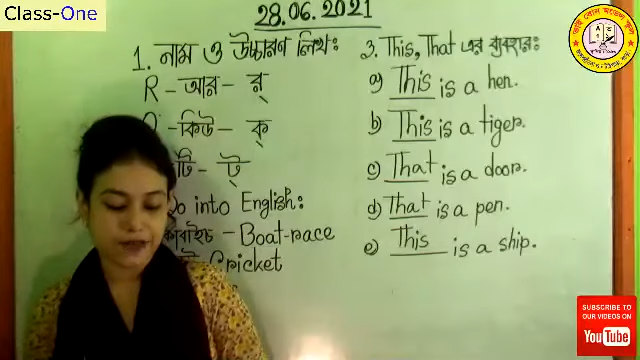 Class-One
28.06.2021
1. নাম ও উচ্চারণ লিখ:
R – আর – র্
– কিউ – ক্
টি – ট্
into English:
– Boat-race
Cricket
3. This, That এর ব্যবহার:
a) This is a hen.
b) This is a tiger.
c) That is a door.
d) That is a pen.
e) This is a ship.
SUBSCRIBE TO
OUR VIDEOS ON
YouTube